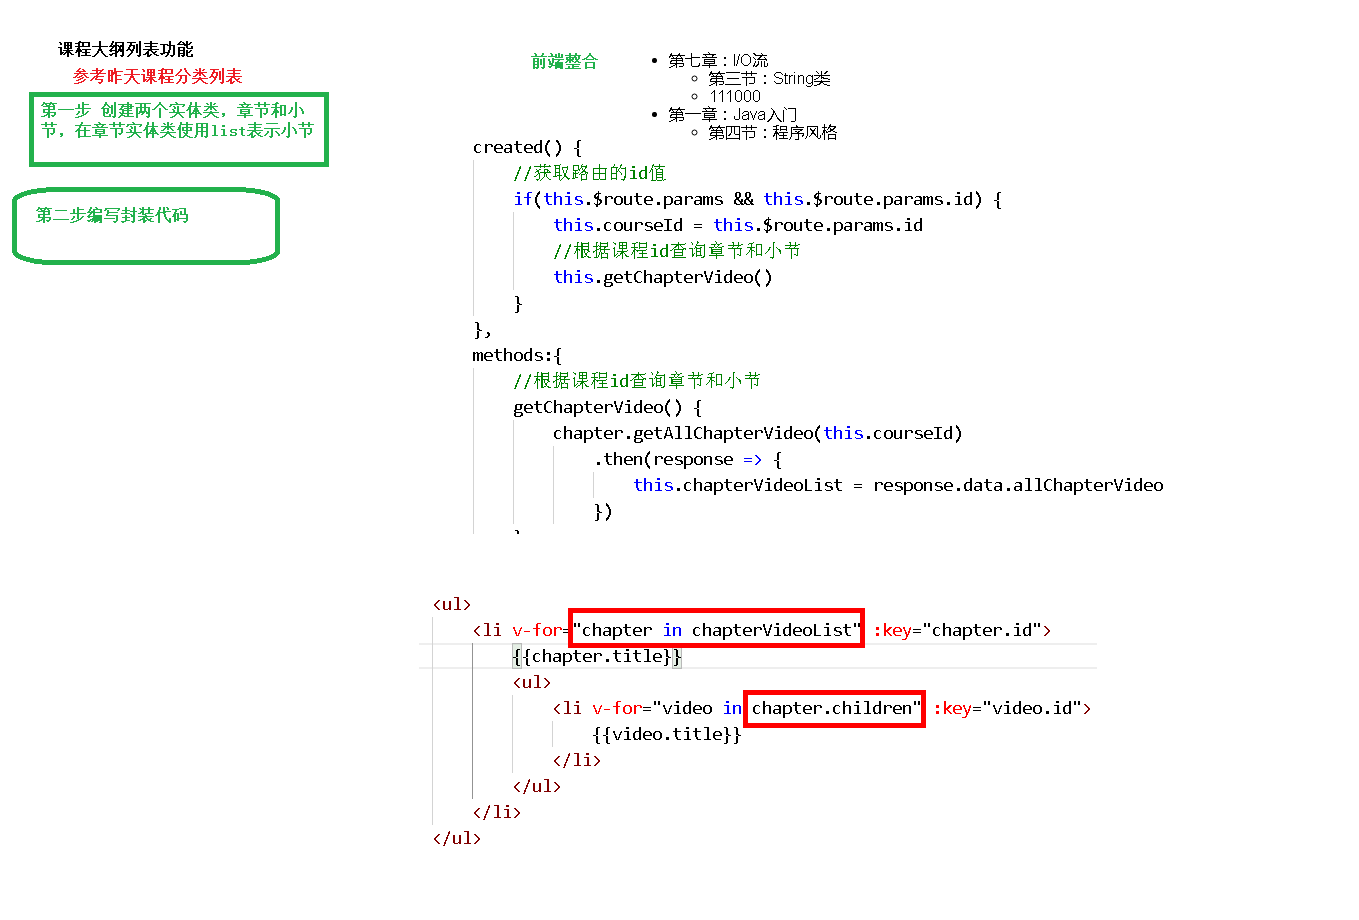 课程大纲列表功能
参考昨天课程分类列表
第一步 创建两个实体类，章节和小
节，在章节实体类使用list表示小节
第二步编写封装代码
前端整合
• 第七章：I/O流
◦ 第三节：String类
◦ 111000
• 第一章：Java入门
◦ 第四节：程序风格
created() {
//获取路由的id值
if(this.$route.params && this.$route.params.id) {
this.courseId = this.$route.params.id
//根据课程id查询章节和小节
this.getChapterVideo()
}
},
methods:{
//根据课程id查询章节和小节
getChapterVideo() {
chapter.getAllChapterVideo(this.courseId)
.then(response => {
this.chapterVideoList = response.data.allChapterVideo
})
<ul>
<li v-for="chapter in chapterVideoList" :key="chapter.id">
{{chapter.title}}
<ul>
<li v-for="video in chapter.children" :key="video.id">
{{video.title}}
</li>
</ul>
</li>
</ul>